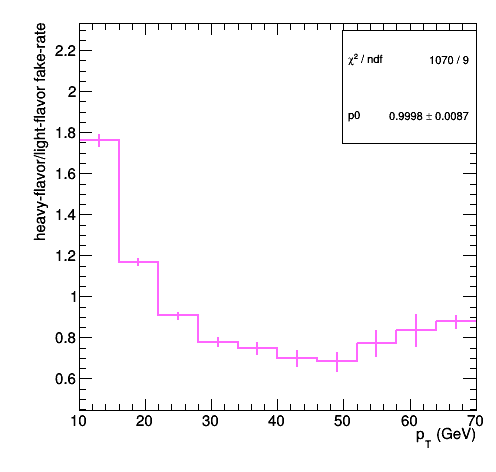 heavy-flavor/light-flavor fake-rate
2.2
2
1.8
1.6
1.4
1.2
1
0.8
0.6
χ² / ndf 1070 / 9
p0 0.9998 ± 0.0087
10 20 30 40 50 60 70
p_T (GeV)